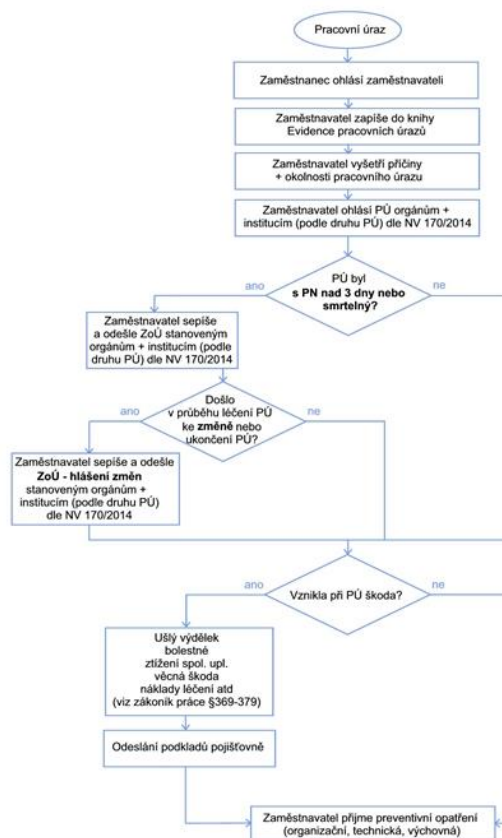 Pracovní úraz
Zaměstnanec ohlásí zaměstnavateli
Zaměstnavatel zapíše do knihy
Evidence pracovních úrazů
Zaměstnavatel vyšetří příčiny
+ okolnosti pracovního úrazu
Zaměstnavatel ohlásí PÚ orgánům +
institucím (podle druhu PÚ) dle NV 170/2014
PÚ byl
s PN nad 3 dny nebo
smrtelný?
ano
ne
Zaměstnavatel sepíše
a odešle ZoÚ stanoveným
orgánům + institucím (podle
druhu PÚ) dle NV 170/2014
Došlo
v průběhu léčení PÚ
ke změně nebo
ukončení PÚ?
ano
ne
Zaměstnavatel sepíše a odešle
ZoÚ - hlášení změn
stanoveným orgánům +
institucím (podle druhu PÚ)
dle NV 170/2014
Vznikla při PÚ škoda?
ano
ne
Ušlý výdělek
bolestné
ztížení spol. upl.
věcná škoda
náklady léčení atd
(viz zákoník práce §369-379)
Odeslání podkladů pojišťovně
Zaměstnavatel přijme preventivní opatření
(organizační, technická, výchovná)